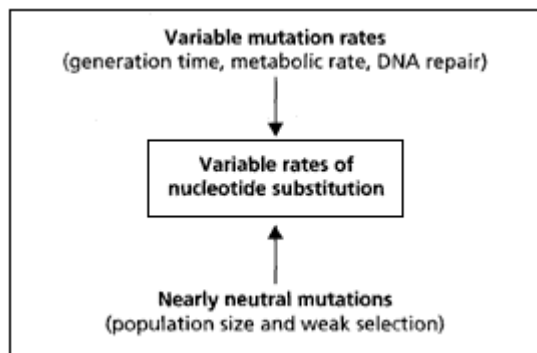 Variable mutation rates
(generation time, metabolic rate, DNA repair)
Variable rates of
nucleotide substitution
Nearly neutral mutations
(population size and weak selection)